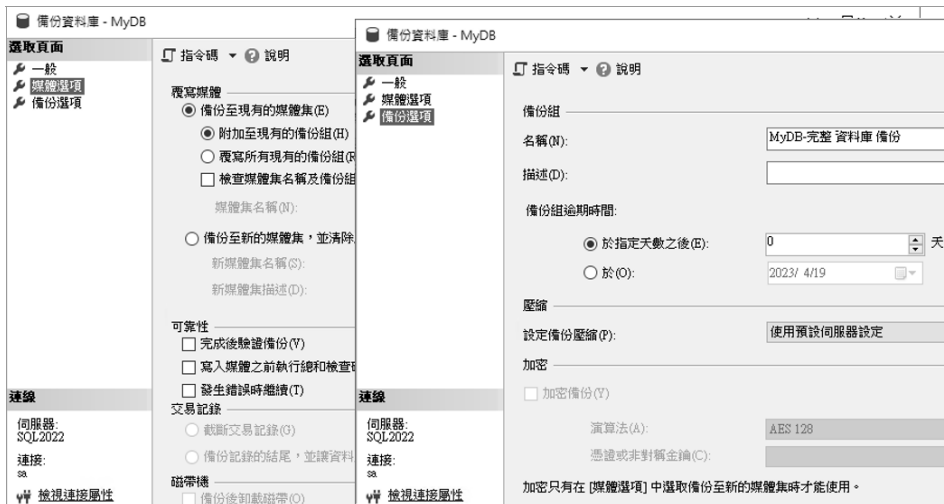 備份資料庫 - MyDB
選取頁面
一般
媒體選項
備份選項
指令碼 說明
覆寫媒體
備份至現有的媒體集(E)
附加至現有的備份組(H)
覆寫所有現有的備份組(R
檢查媒體集名稱及備份組
媒體集名稱(N):
備份至新的媒體集，並清除
新媒體集名稱(S):
新媒體集描述(D):
可靠性
完成後驗證備份(V)
寫入媒體之前執行總和檢查
發生錯誤時繼續(T)
交易記錄
截斷交易記錄(G)
備份記錄的結尾，並讓資料
磁帶機
備份後卸載磁帶(O)
連線
伺服器:
SQL2022
連接:
sa
檢視連接屬性
備份資料庫 - MyDB
選取頁面
一般
媒體選項
備份選項
指令碼 說明
備份組
名稱(N): MyDB-完整 資料庫 備份
描述(D):
備份組逾期時間:
於指定天數之後(E): 0 天
於(O): 2023/ 4/19
壓縮
設定備份壓縮(P): 使用預設伺服器設定
加密
加密備份(Y)
演算法(A): AES 128
憑證或非對稱金鑰(C):
加密只有在 [媒體選項] 中選取備份至新的媒體集時才能使用。
連線
伺服器:
SQL2022
連接:
sa
檢視連接屬性